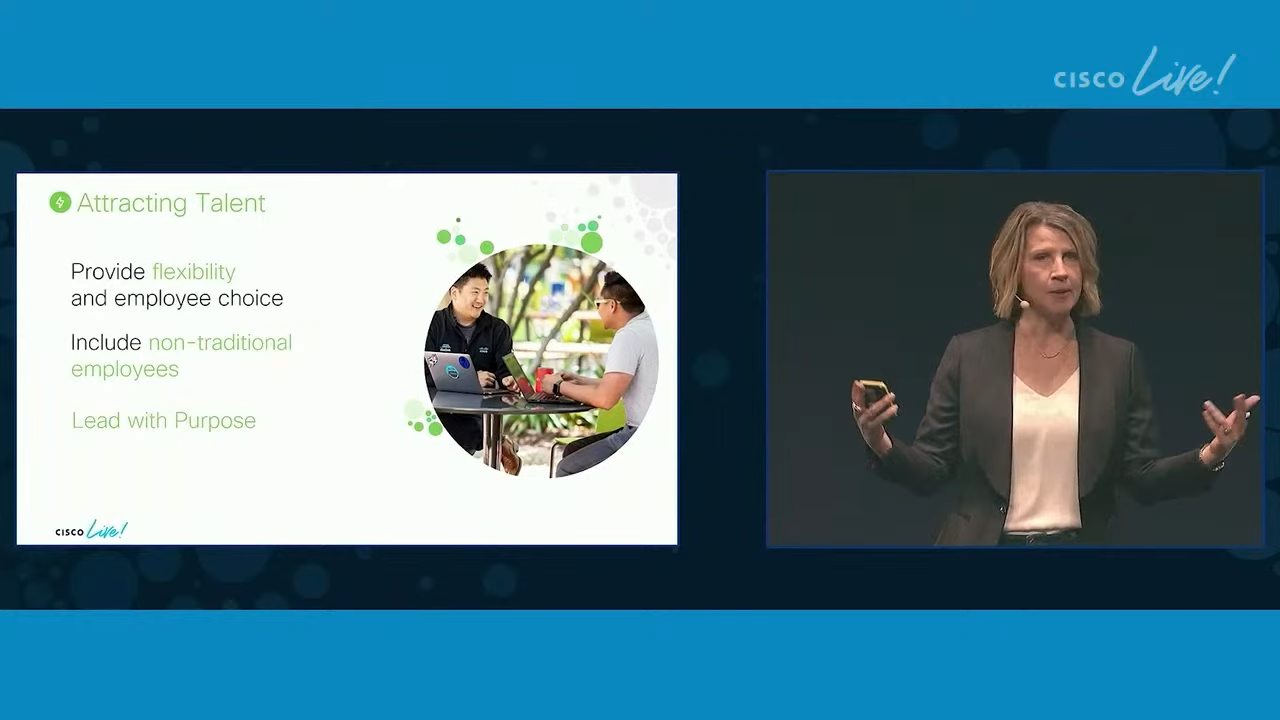 CISCO Live!
Attracting Talent
Provide flexibility
and employee choice
Include non-traditional
employees
Lead with Purpose
CISCO Live!